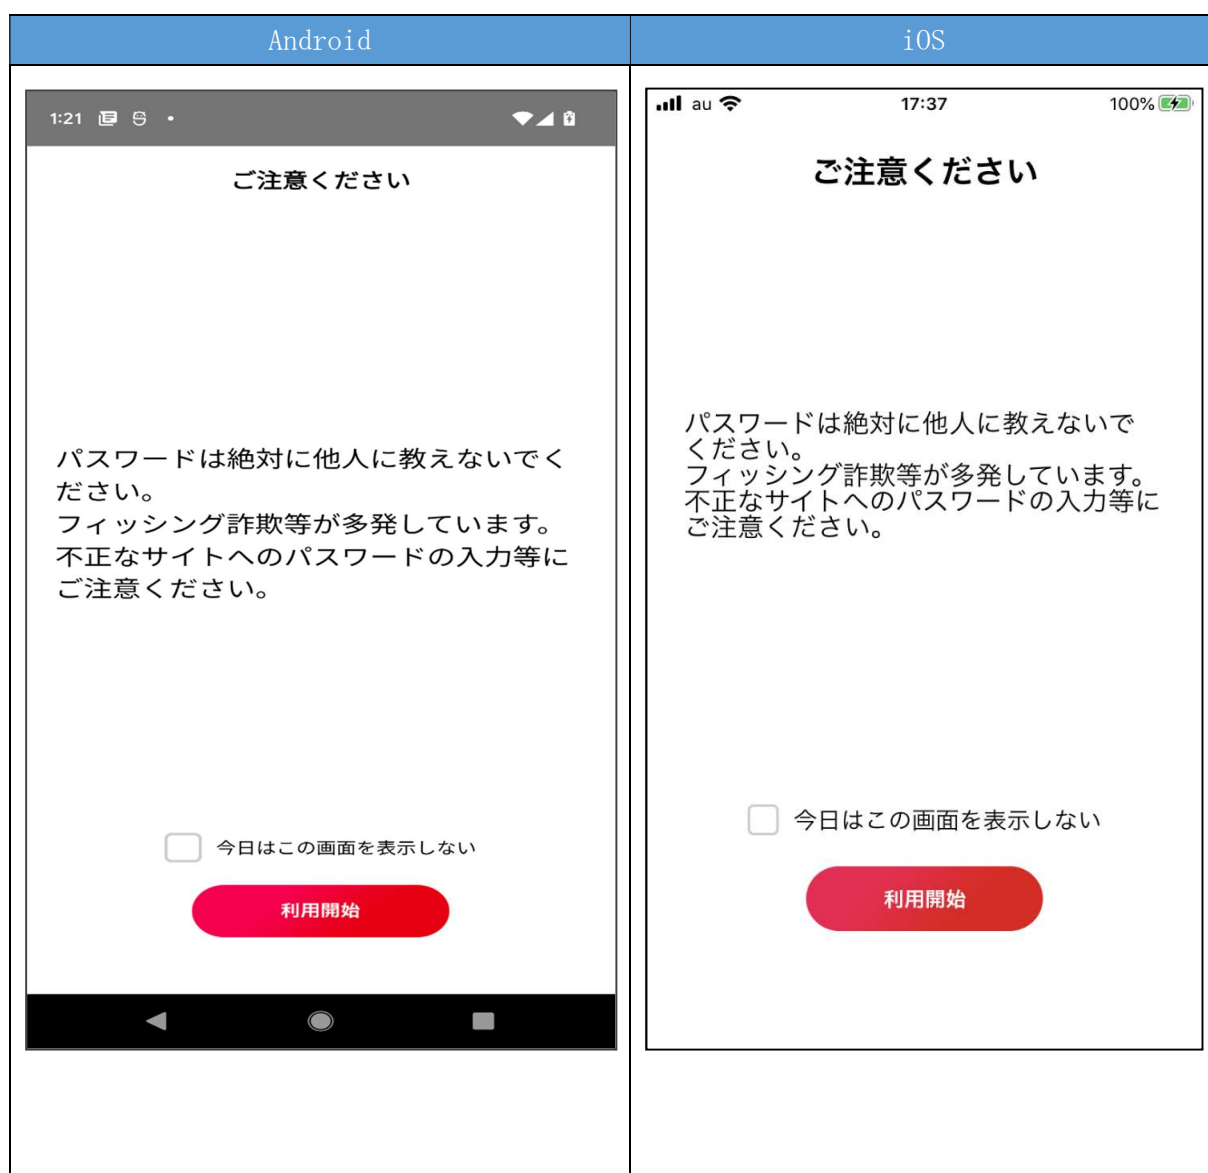 Android
iOS
1:21
ご注意ください
パスワードは絶対に他人に教えないでく
ださい。
フィッシング詐欺等が多発しています。
不正なサイトへのパスワードの入力等に
ご注意ください。
今日はこの画面を表示しない
利用開始
au
17:37
100%
ご注意ください
パスワードは絶対に他人に教えないで
ください。
フィッシング詐欺等が多発しています。
不正なサイトへのパスワードの入力等に
ご注意ください。
今日はこの画面を表示しない
利用開始